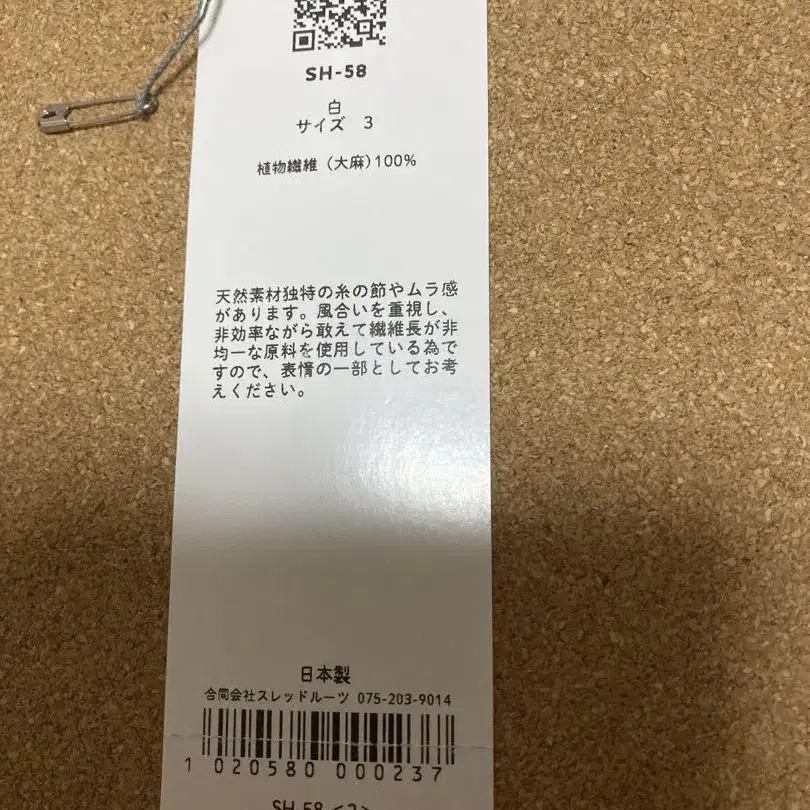 SH-58
白
サイズ 3
植物繊維 (大麻)100%
天然素材独特の糸の節やムラ感
があります。風合いを重視し、
非効率ながら敢えて繊維長が非
均一な原料を使用している為で
すので、表情の一部としてお考
えください。
日本製
合同会社スレッドルーツ 075-203-9014
1 020580 000237